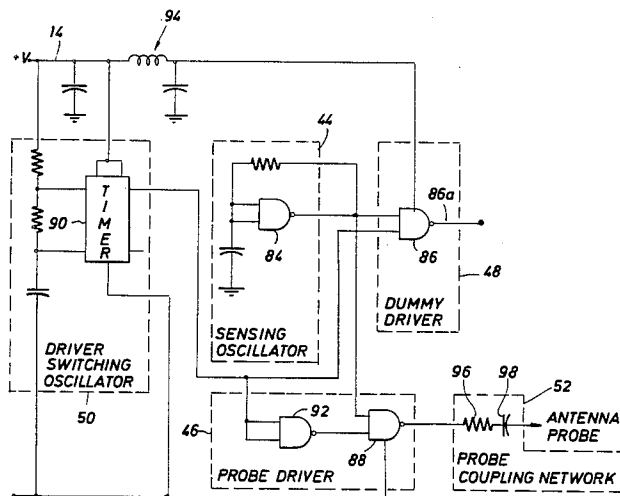 94
14
+V
44
TIMER
90
84
86a
86
48
DUMMY
DRIVER
SENSING
OSCILLATOR
DRIVER
SWITCHING
OSCILLATOR
50
52
96
98
92
46
88
ANTENNA
PROBE
PROBE DRIVER
PROBE
COUPLING NETWORK